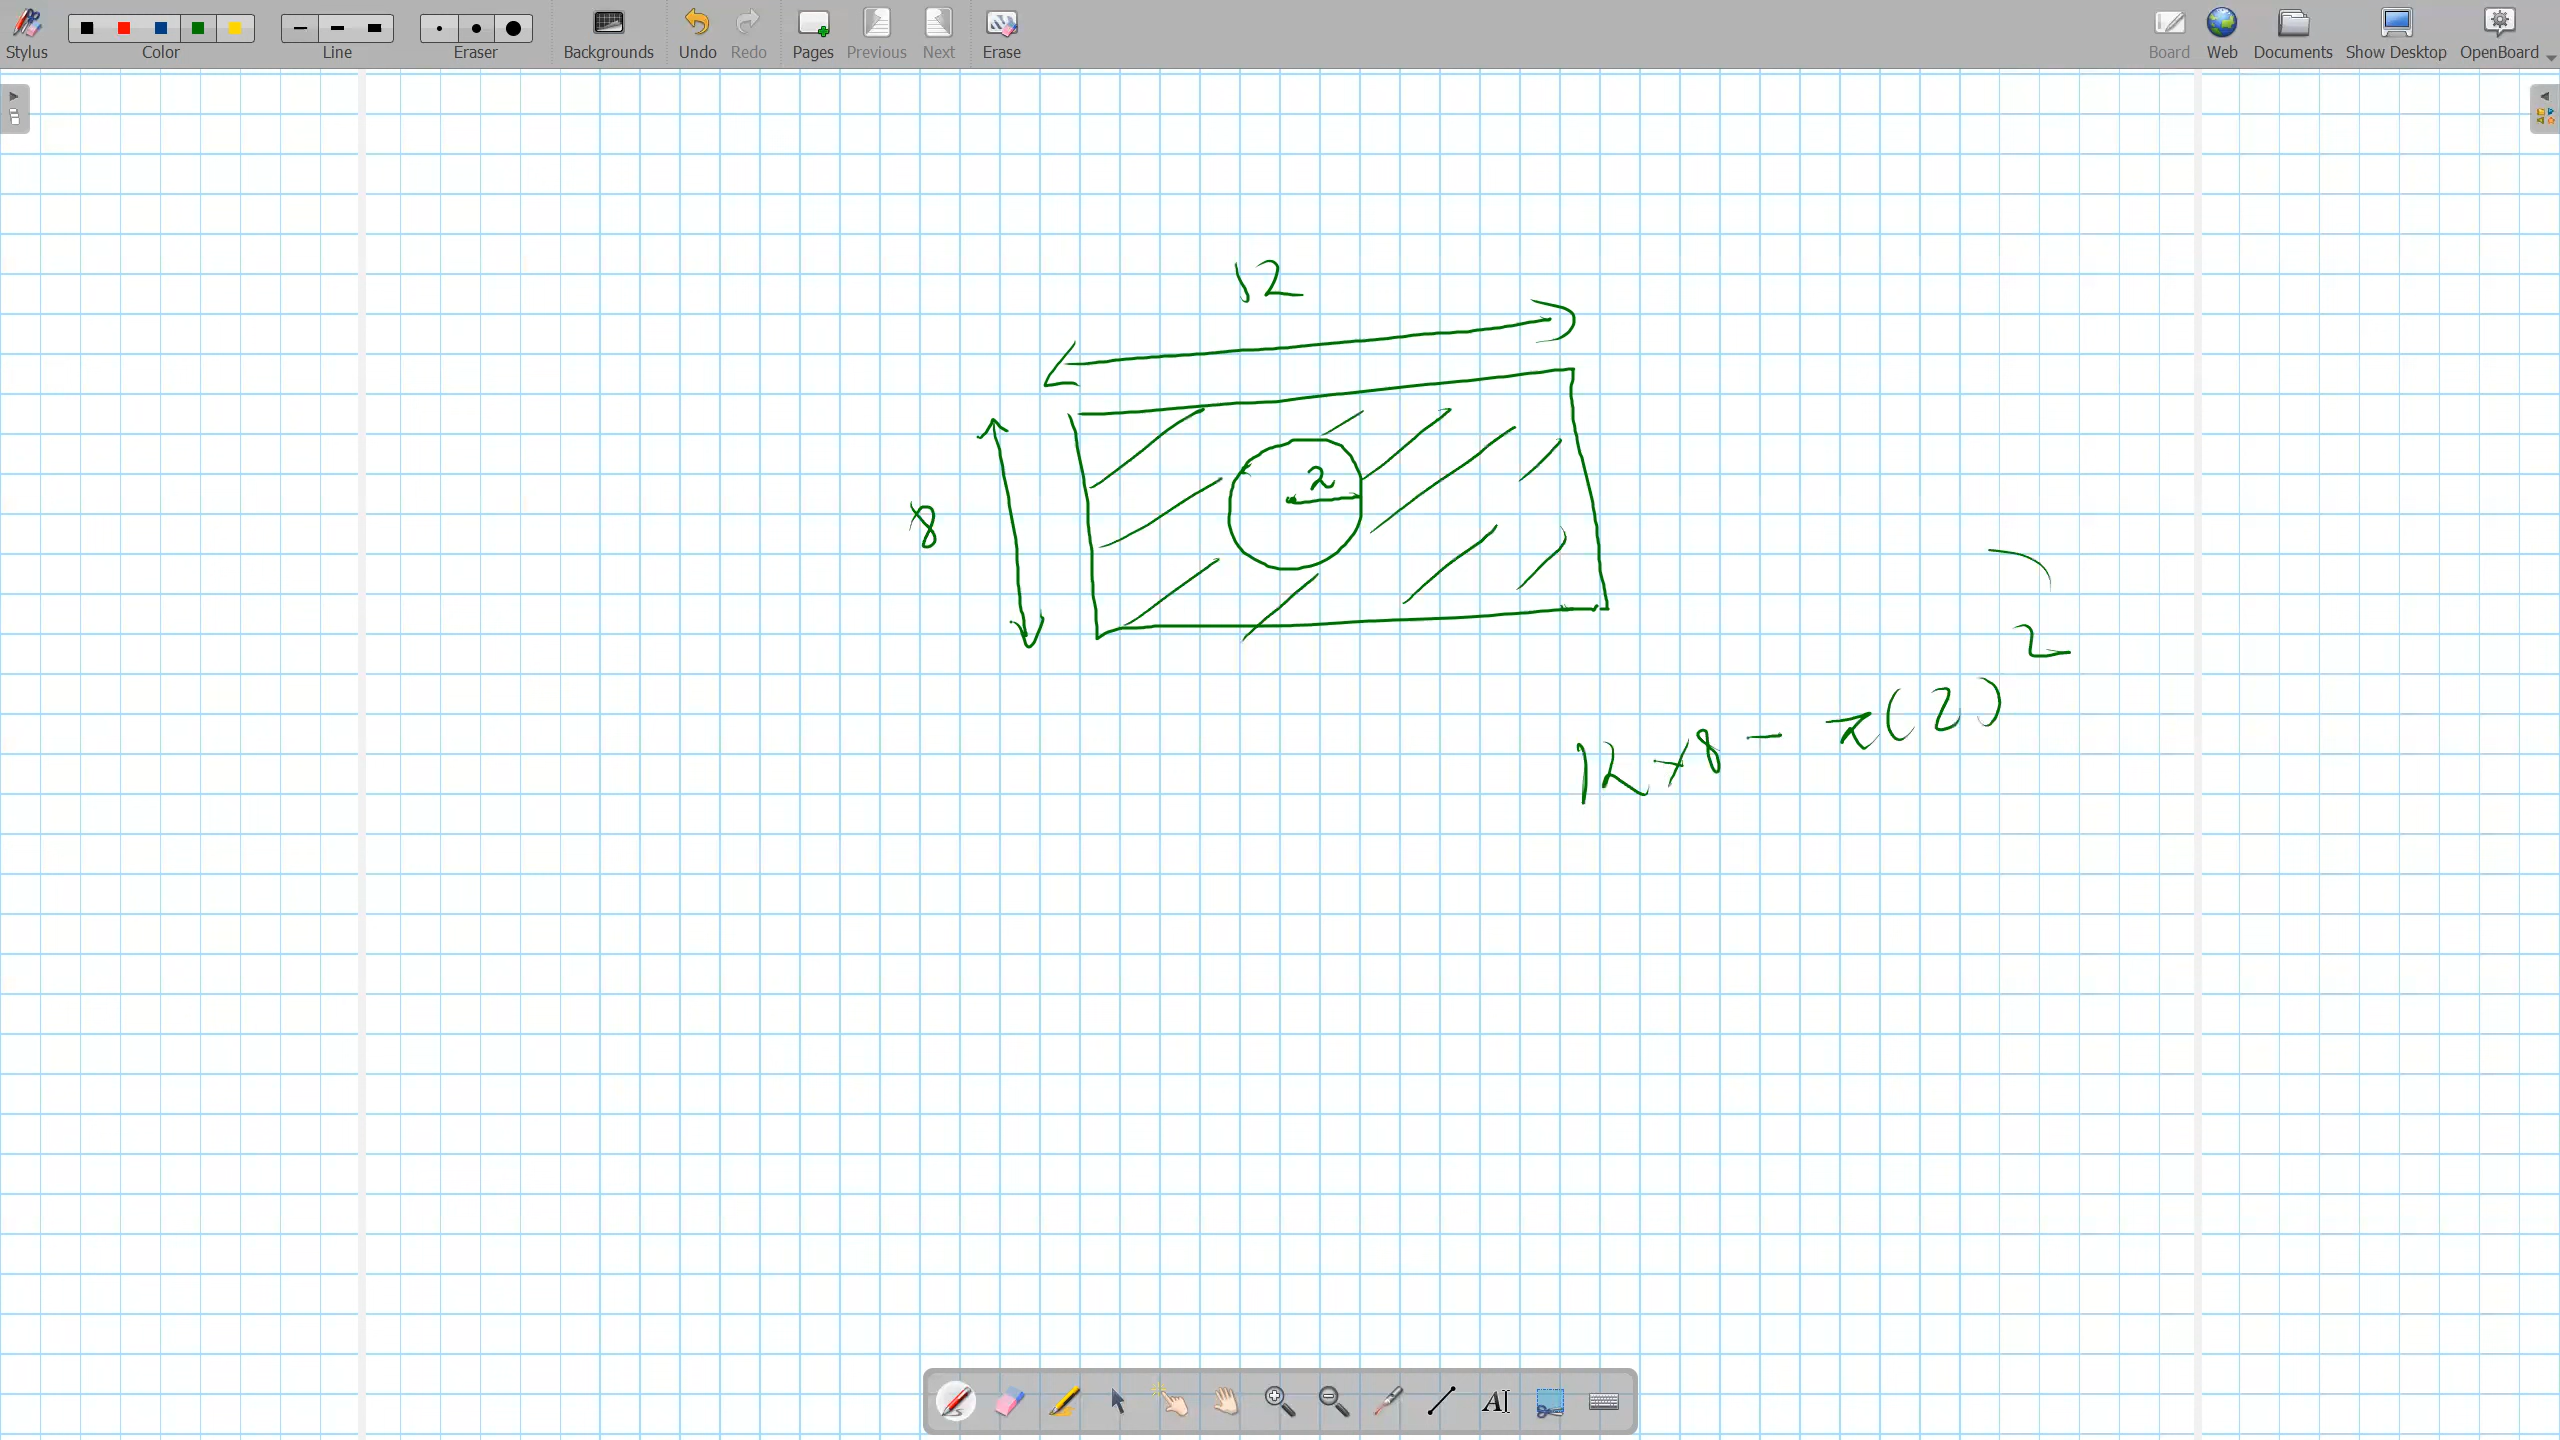 Stylus Color Line Eraser Backgrounds Undo Redo Pages Previous Next Erase Board Web Documents Show Desktop OpenBoard
12
8
2
12 × 8 - π(2)²
AI